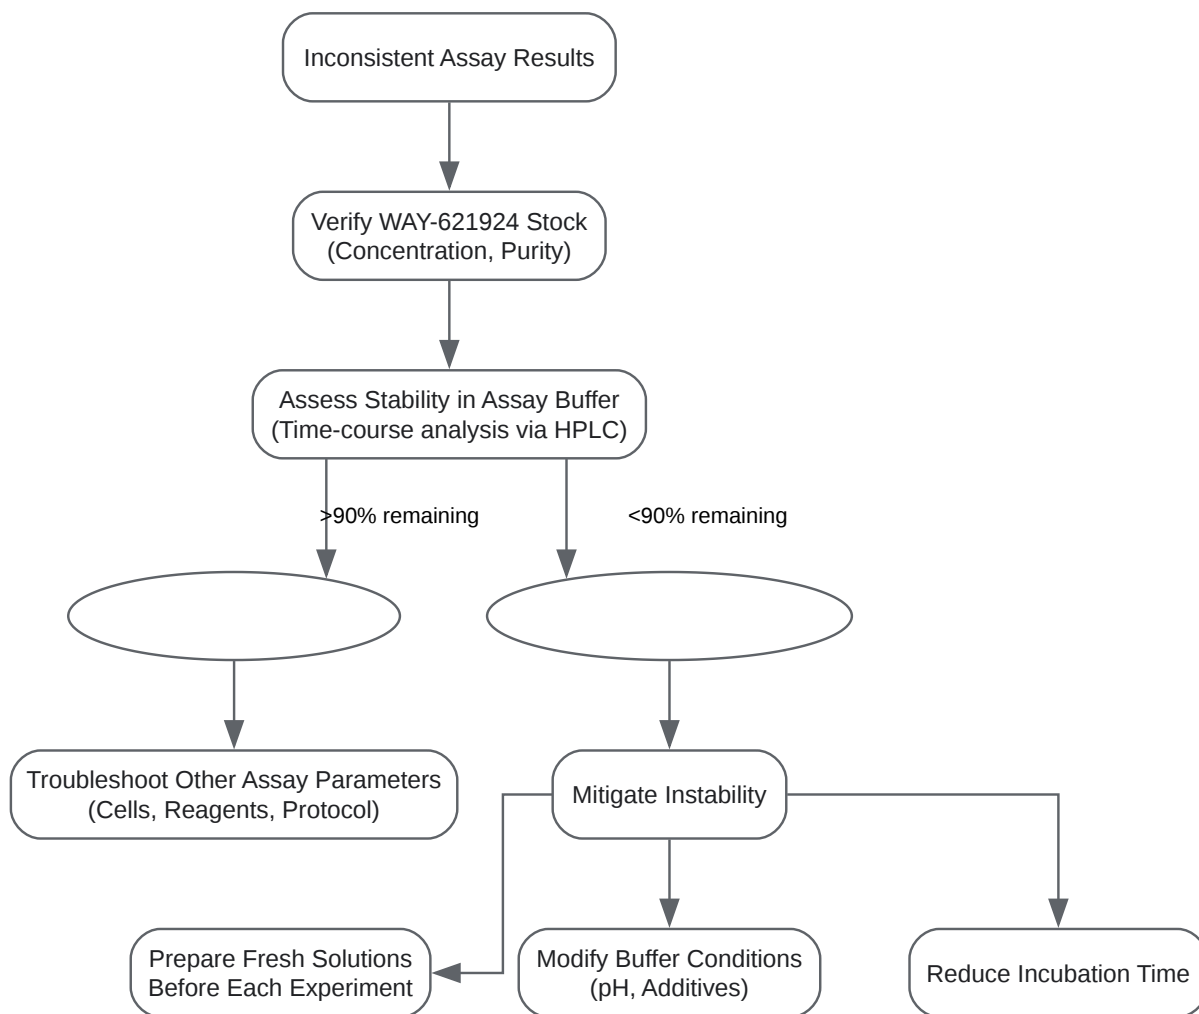 Inconsistent Assay Results
Verify WAY-621924 Stock
(Concentration, Purity)
Assess Stability in Assay Buffer
(Time-course analysis via HPLC)
>90% remaining
<90% remaining
Troubleshoot Other Assay Parameters
(Cells, Reagents, Protocol)
Mitigate Instability
Prepare Fresh Solutions
Before Each Experiment
Modify Buffer Conditions
(pH, Additives)
Reduce Incubation Time